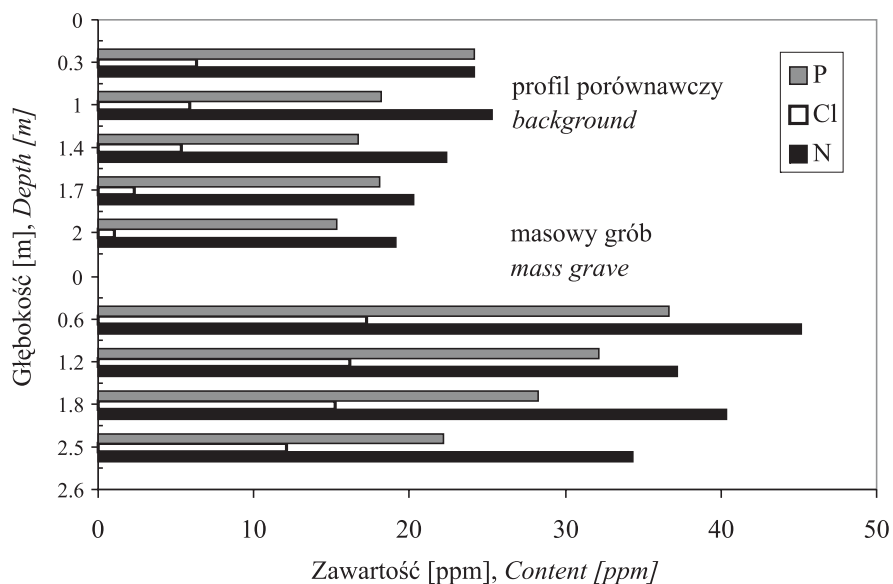 0
0.3
1
1.4
1.7
2
0
0.6
1.2
1.8
2.5
2.6
Głębokość [m], Depth [m]
profil porównawczy
background
masowy grób
mass grave
P
Cl
N
0 10 20 30 40 50
Zawartość [ppm], Content [ppm]